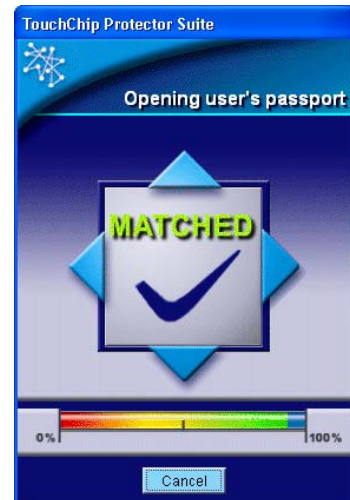 TouchChip Protector Suite
Opening user's passport
MATCHED
0% 100%
Cancel